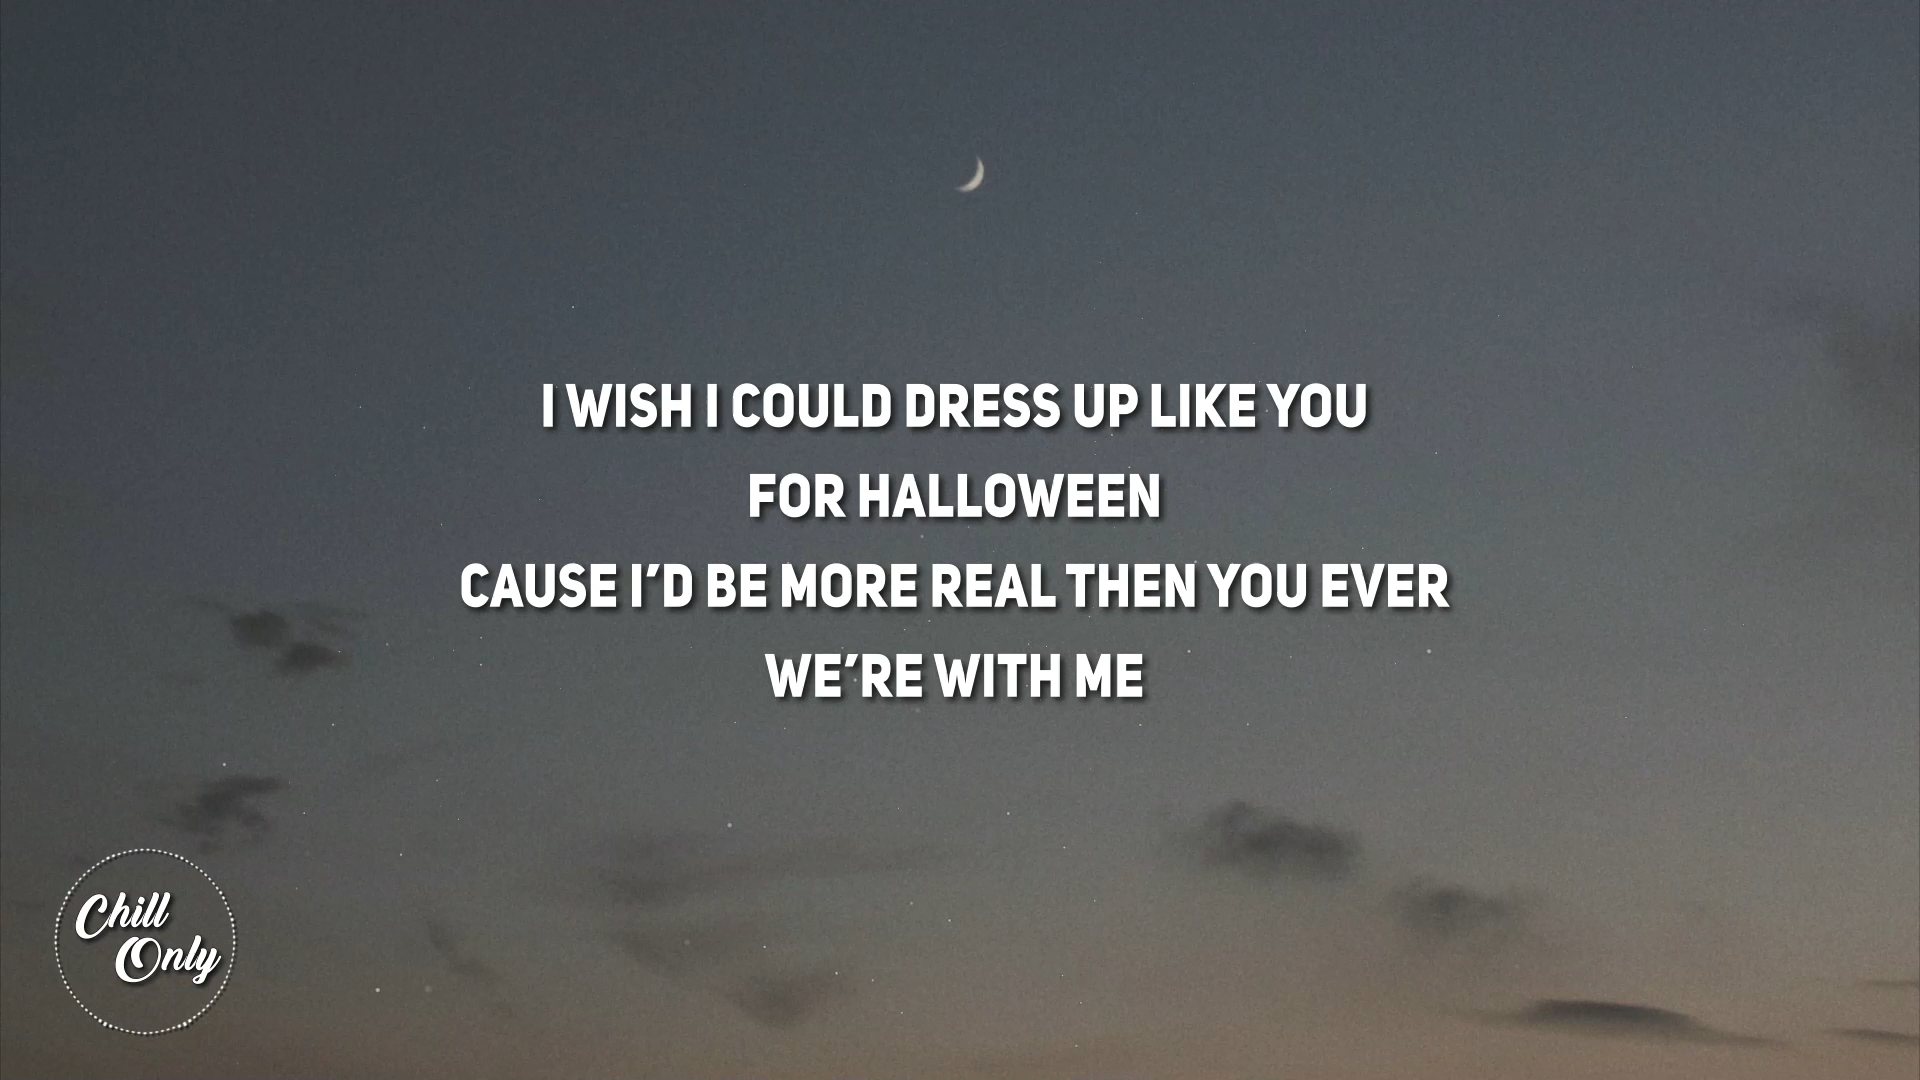 I WISH I COULD DRESS UP LIKE YOU
FOR HALLOWEEN
CAUSE I'D BE MORE REAL THEN YOU EVER
WE'RE WITH ME
Chill
Only